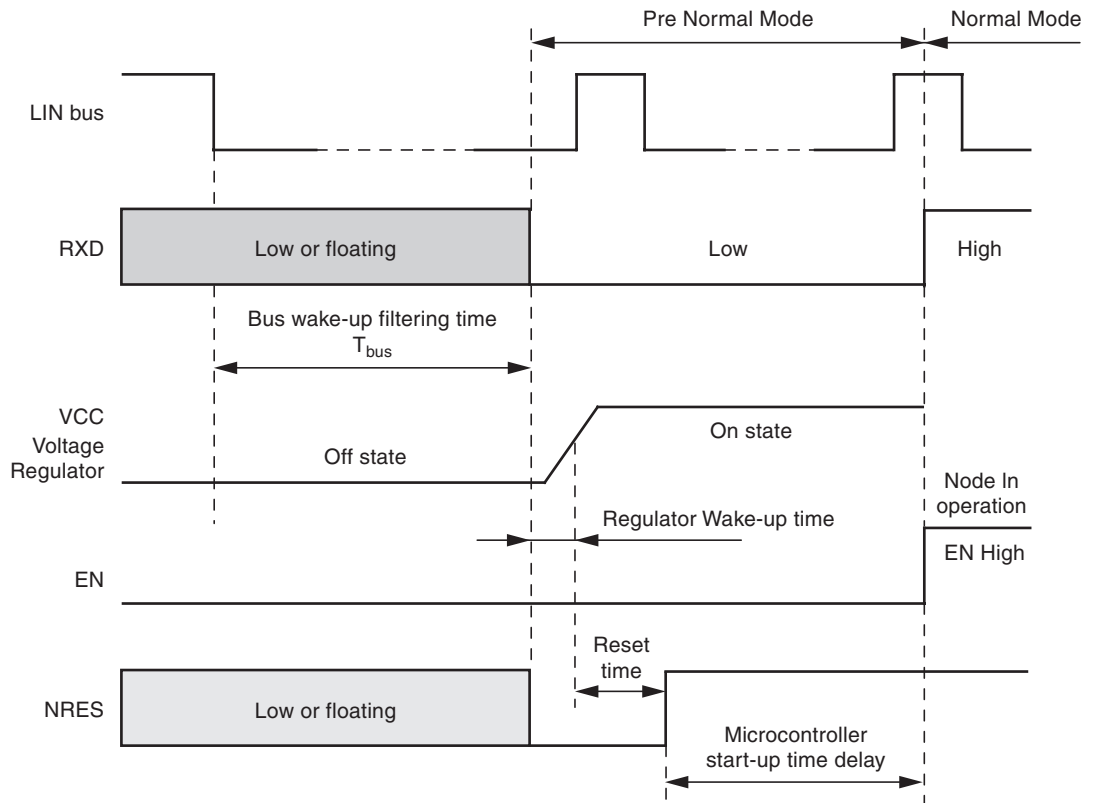 Pre Normal Mode
Normal Mode
LIN bus
RXD
Low or floating
Low
High
Bus wake-up filtering time
Tbus
VCC
Voltage
Regulator
Off state
On state
Node In
operation
Regulator Wake-up time
EN High
EN
Reset
time
NRES
Low or floating
Microcontroller
start-up time delay